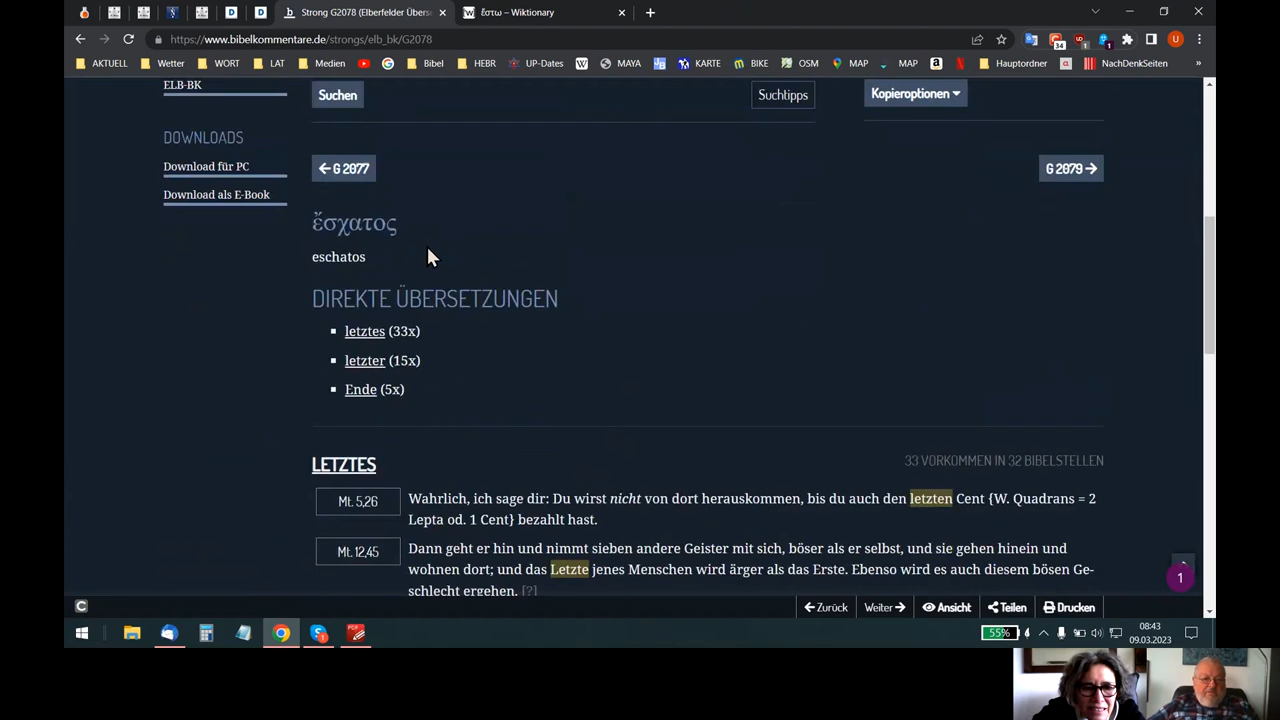 Strong G2078 (Elberfelder Überse
ἔστω – Wiktionary
https://www.bibelkommentare.de/strongs/elb_bk/G2078
34
1
1
U
AKTUELL Wetter WORT LAT Medien Bibel HEBR UP-Dates MAYA KARTE BIKE OSM MAP MAP Hauptordner NachDenkSeiten »
ELB-BK
Suchen
Suchtipps
Kopieroptionen
DOWNLOADS
Download für PC
Download als E-Book
← G 2077
G 2079 →
ἔσχατος
eschatos
DIREKTE ÜBERSETZUNGEN
letztes (33x)
letzter (15x)
Ende (5x)
LETZTES
33 VORKOMMEN IN 32 BIBELSTELLEN
Mt. 5,26
Wahrlich, ich sage dir: Du wirst nicht von dort herauskommen, bis du auch den letzten Cent {W. Quadrans = 2
Lepta od. 1 Cent} bezahlt hast.
Mt. 12,45
Dann geht er hin und nimmt sieben andere Geister mit sich, böser als er selbst, und sie gehen hinein und
wohnen dort; und das Letzte jenes Menschen wird ärger als das Erste. Ebenso wird es auch diesem bösen Ge-
schlecht ergehen. [?]
1
← Zurück Weiter → Ansicht Teilen Drucken
55%
08:43
09.03.2023